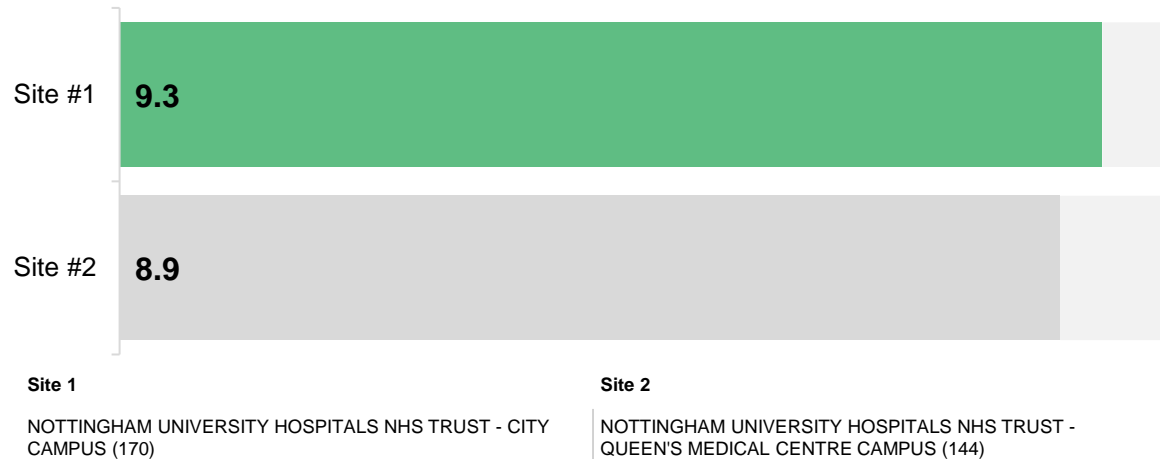 Site #1
9.3
Site #2
8.9
Site 1
NOTTINGHAM UNIVERSITY HOSPITALS NHS TRUST - CITY
CAMPUS (170)
Site 2
NOTTINGHAM UNIVERSITY HOSPITALS NHS TRUST -
QUEEN'S MEDICAL CENTRE CAMPUS (144)